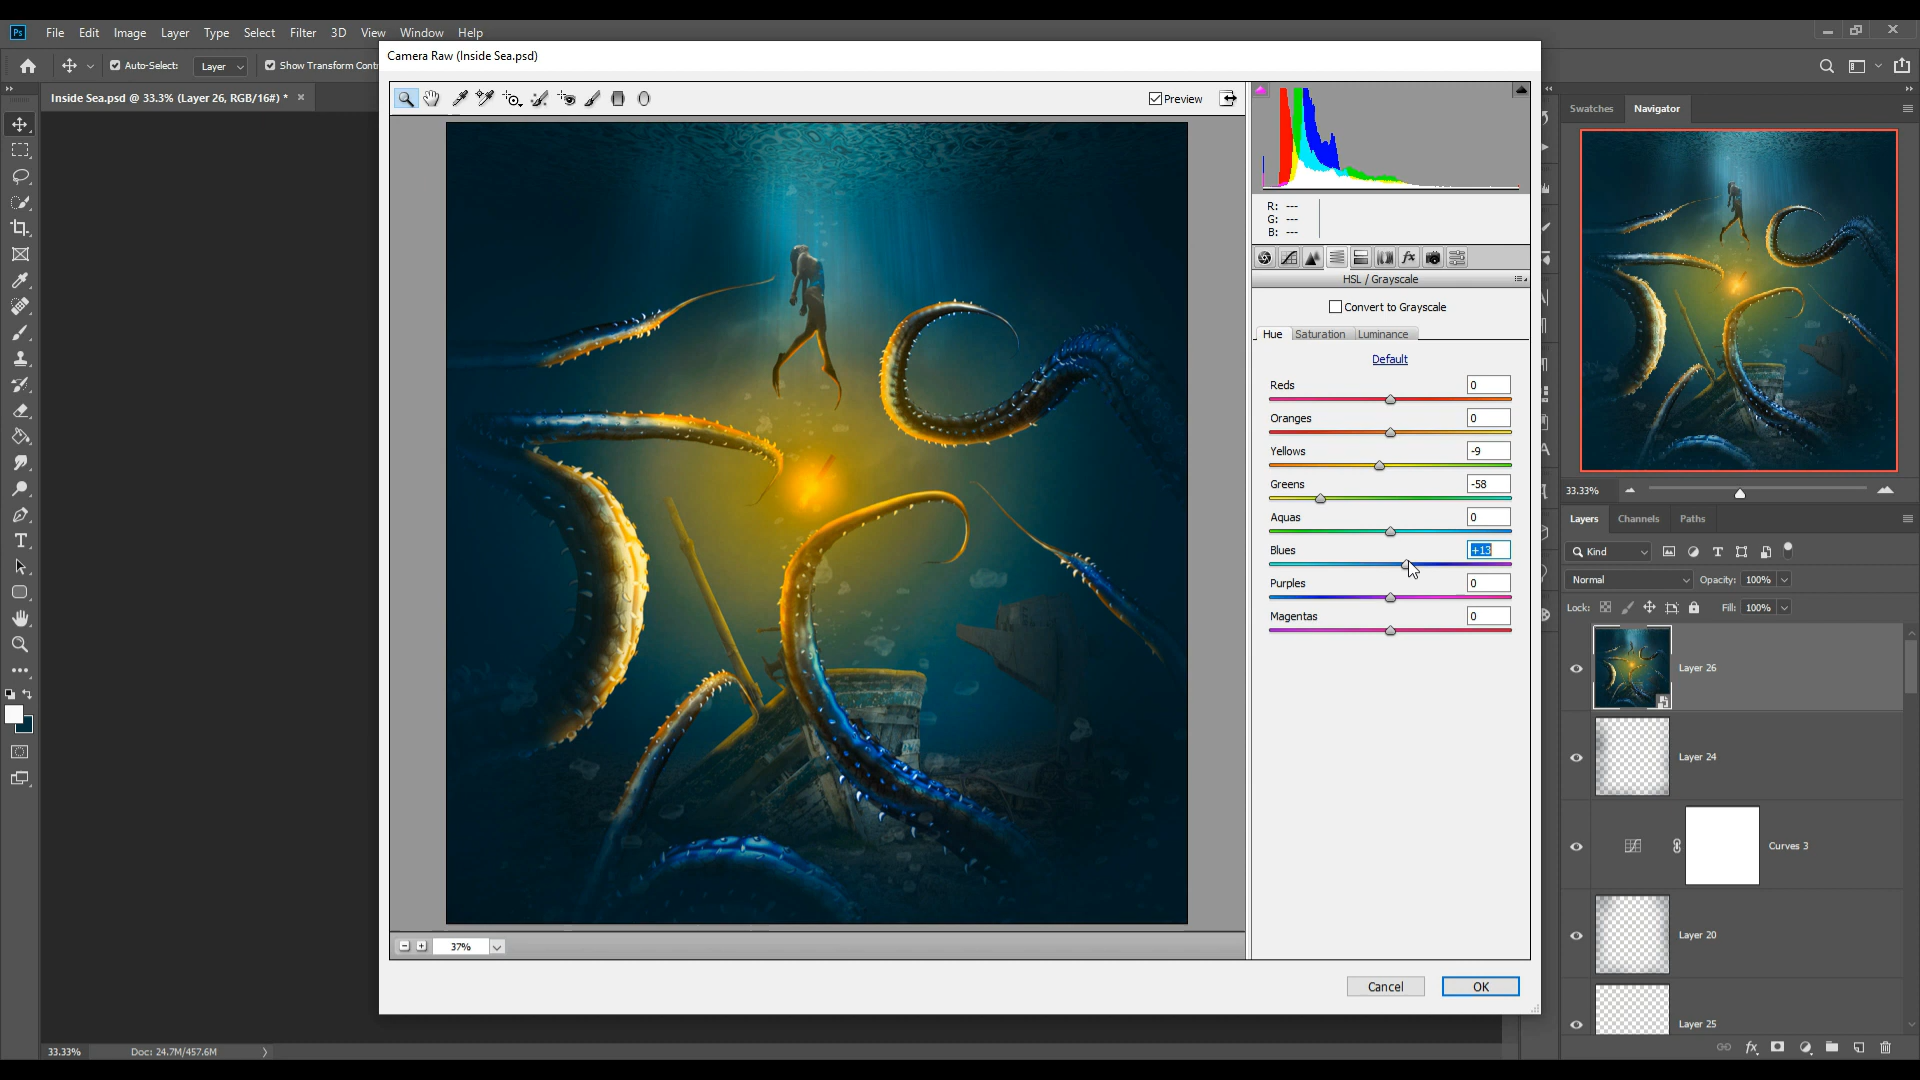 Ps File Edit Image Layer Type Select Filter 3D View Window Help
Auto-Select: Layer Show Transform Cont
Inside Sea.psd @ 33.3% (Layer 26, RGB/16#) * ×
Camera Raw (Inside Sea.psd)
Preview
R: ---
G: ---
B: ---
HSL / Grayscale
Convert to Grayscale
Hue Saturation Luminance
Default
Reds 0
Oranges 0
Yellows -9
Greens -58
Aquas 0
Blues +13
Purples 0
Magentas 0
37%
Cancel OK
Swatches Navigator
33.33%
Layers Channels Paths
Kind
Normal Opacity: 100%
Lock: Fill: 100%
Layer 26
Layer 24
Curves 3
Layer 20
Layer 25
fx
33.33% Doc: 24.7M/457.6M